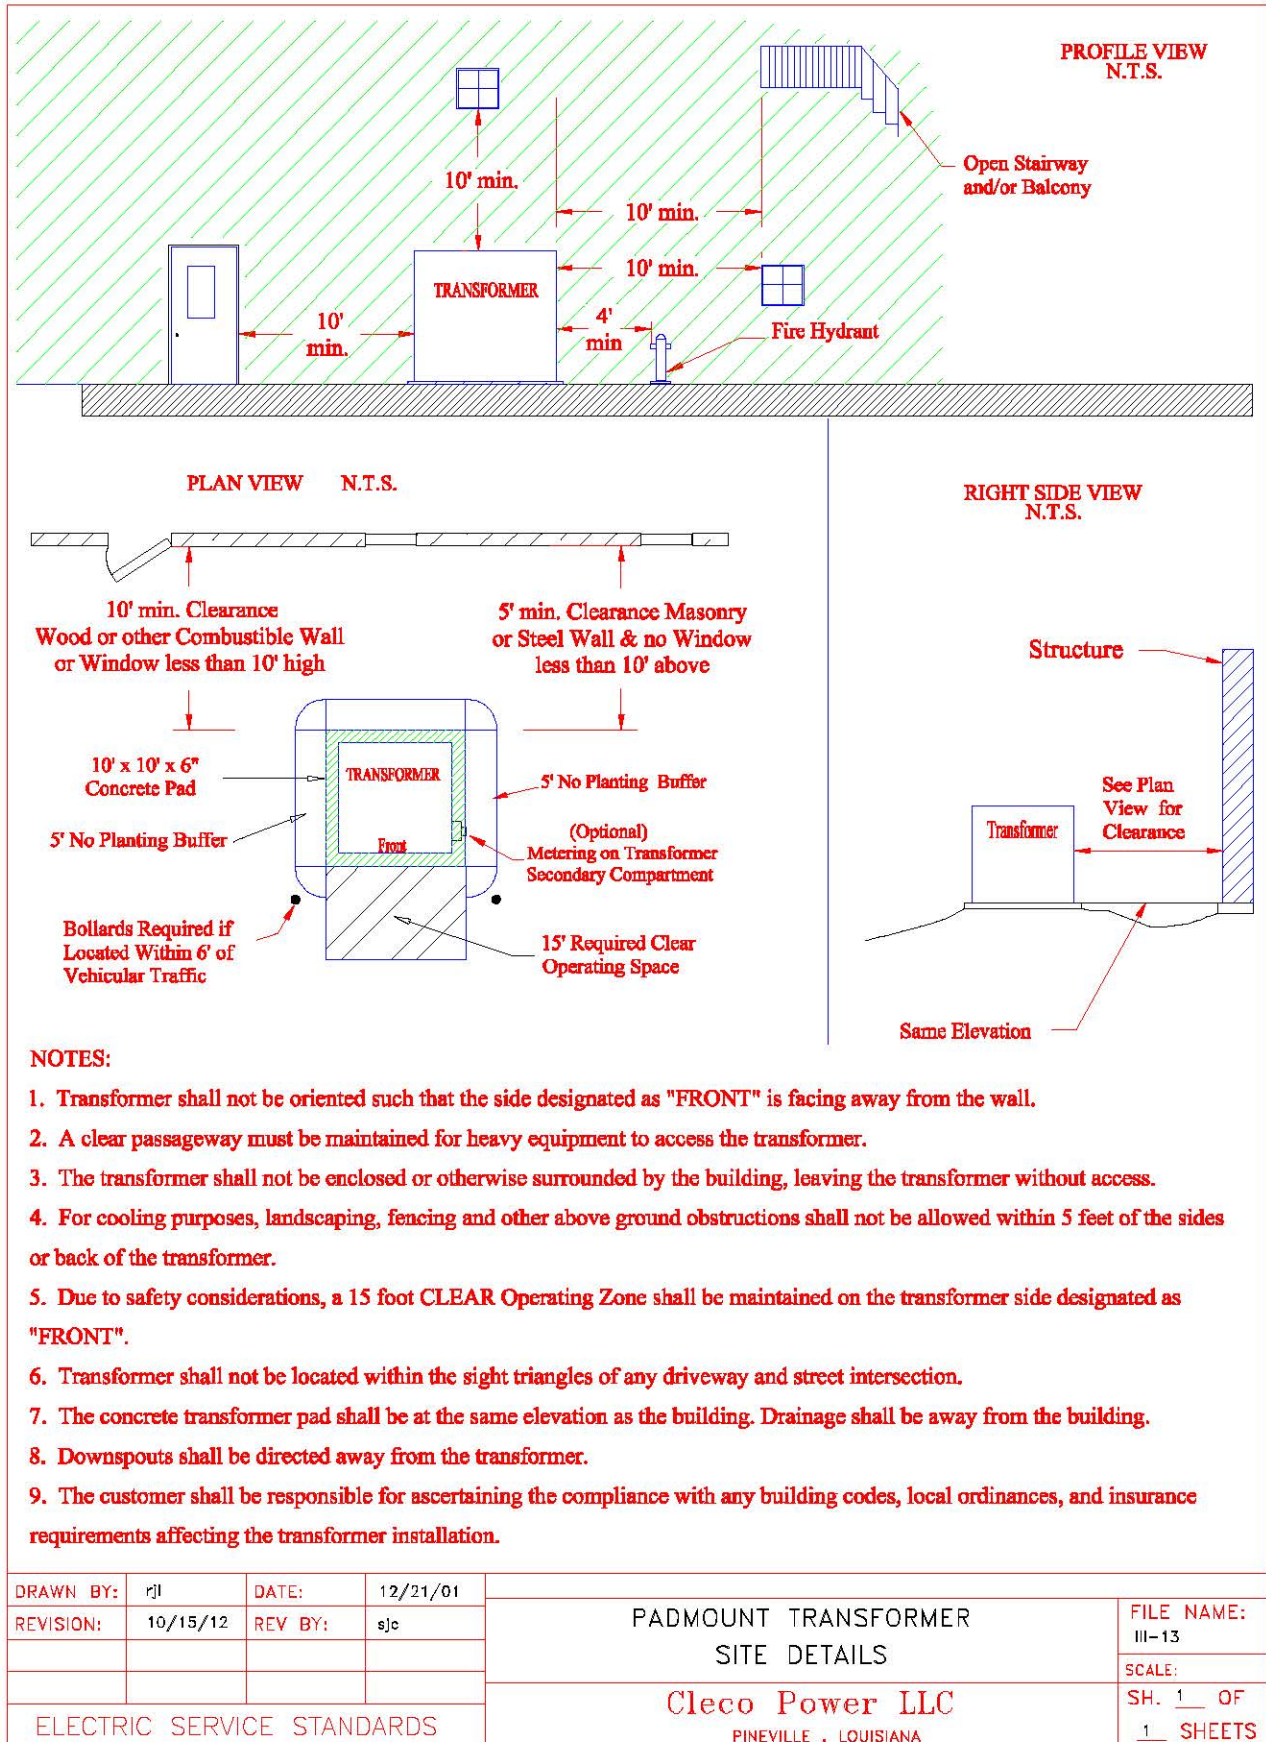 PROFILE VIEW
N.T.S.
Open Stairway
and/or Balcony
10' min.
10' min.
10' min.
TRANSFORMER
10'
min.
4'
min
Fire Hydrant
PLAN VIEW N.T.S.
RIGHT SIDE VIEW
N.T.S.
10' min. Clearance
Wood or other Combustible Wall
or Window less than 10' high
5' min. Clearance Masonry
or Steel Wall & no Window
less than 10' above
Structure
10' x 10' x 6"
Concrete Pad
TRANSFORMER
5' No Planting Buffer
5' No Planting Buffer
Front
(Optional)
Metering on Transformer
Secondary Compartment
See Plan
View for
Clearance
Transformer
Bollards Required if
Located Within 6' of
Vehicular Traffic
15' Required Clear
Operating Space
Same Elevation
NOTES:
1. Transformer shall not be oriented such that the side designated as "FRONT" is facing away from the wall.
2. A clear passageway must be maintained for heavy equipment to access the transformer.
3. The transformer shall not be enclosed or otherwise surrounded by the building, leaving the transformer without access.
4. For cooling purposes, landscaping, fencing and other above ground obstructions shall not be allowed within 5 feet of the sides
or back of the transformer.
5. Due to safety considerations, a 15 foot CLEAR Operating Zone shall be maintained on the transformer side designated as
"FRONT".
6. Transformer shall not be located within the sight triangles of any driveway and street intersection.
7. The concrete transformer pad shall be at the same elevation as the building. Drainage shall be away from the building.
8. Downspouts shall be directed away from the transformer.
9. The customer shall be responsible for ascertaining the compliance with any building codes, local ordinances, and insurance
requirements affecting the transformer installation.
DRAWN BY: rjl DATE: 12/21/01
REVISION: 10/15/12 REV BY: sjc
ELECTRIC SERVICE STANDARDS
PADMOUNT TRANSFORMER
SITE DETAILS
Cleco Power LLC
PINEVILLE , LOUISIANA
FILE NAME:
III-13
SCALE:
SH. 1 OF
1 SHEETS